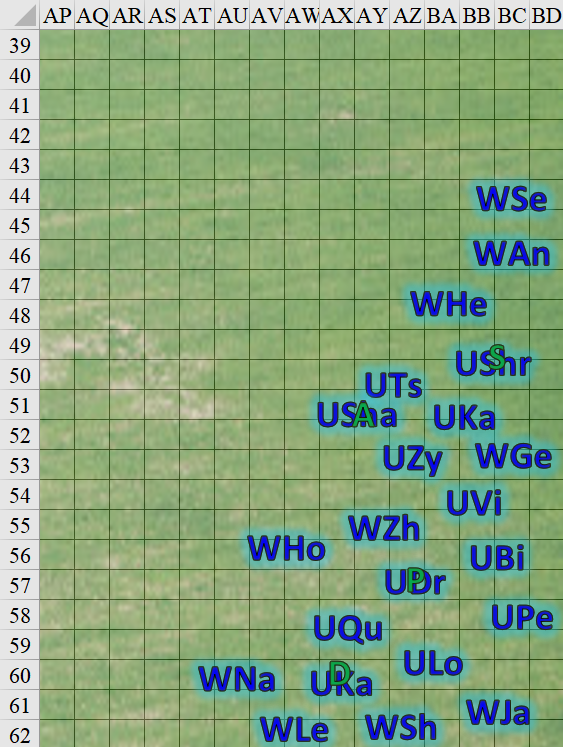 AP AQ AR AS AT AU AV AW AX AY AZ BA BB BC BD
39
40
41
42
43
44 WSe
45
46 WAn
47 WHe
48
49 S
UShr
50 UTs
51 A UKa
52
53 UZy WGe
54 UVi
55 WZh
56 WHo UBi
57 P
UDr
58 UPe
UQu
59 ULo
60 WNa D
UKa
61 WJa
62 WLe WSh